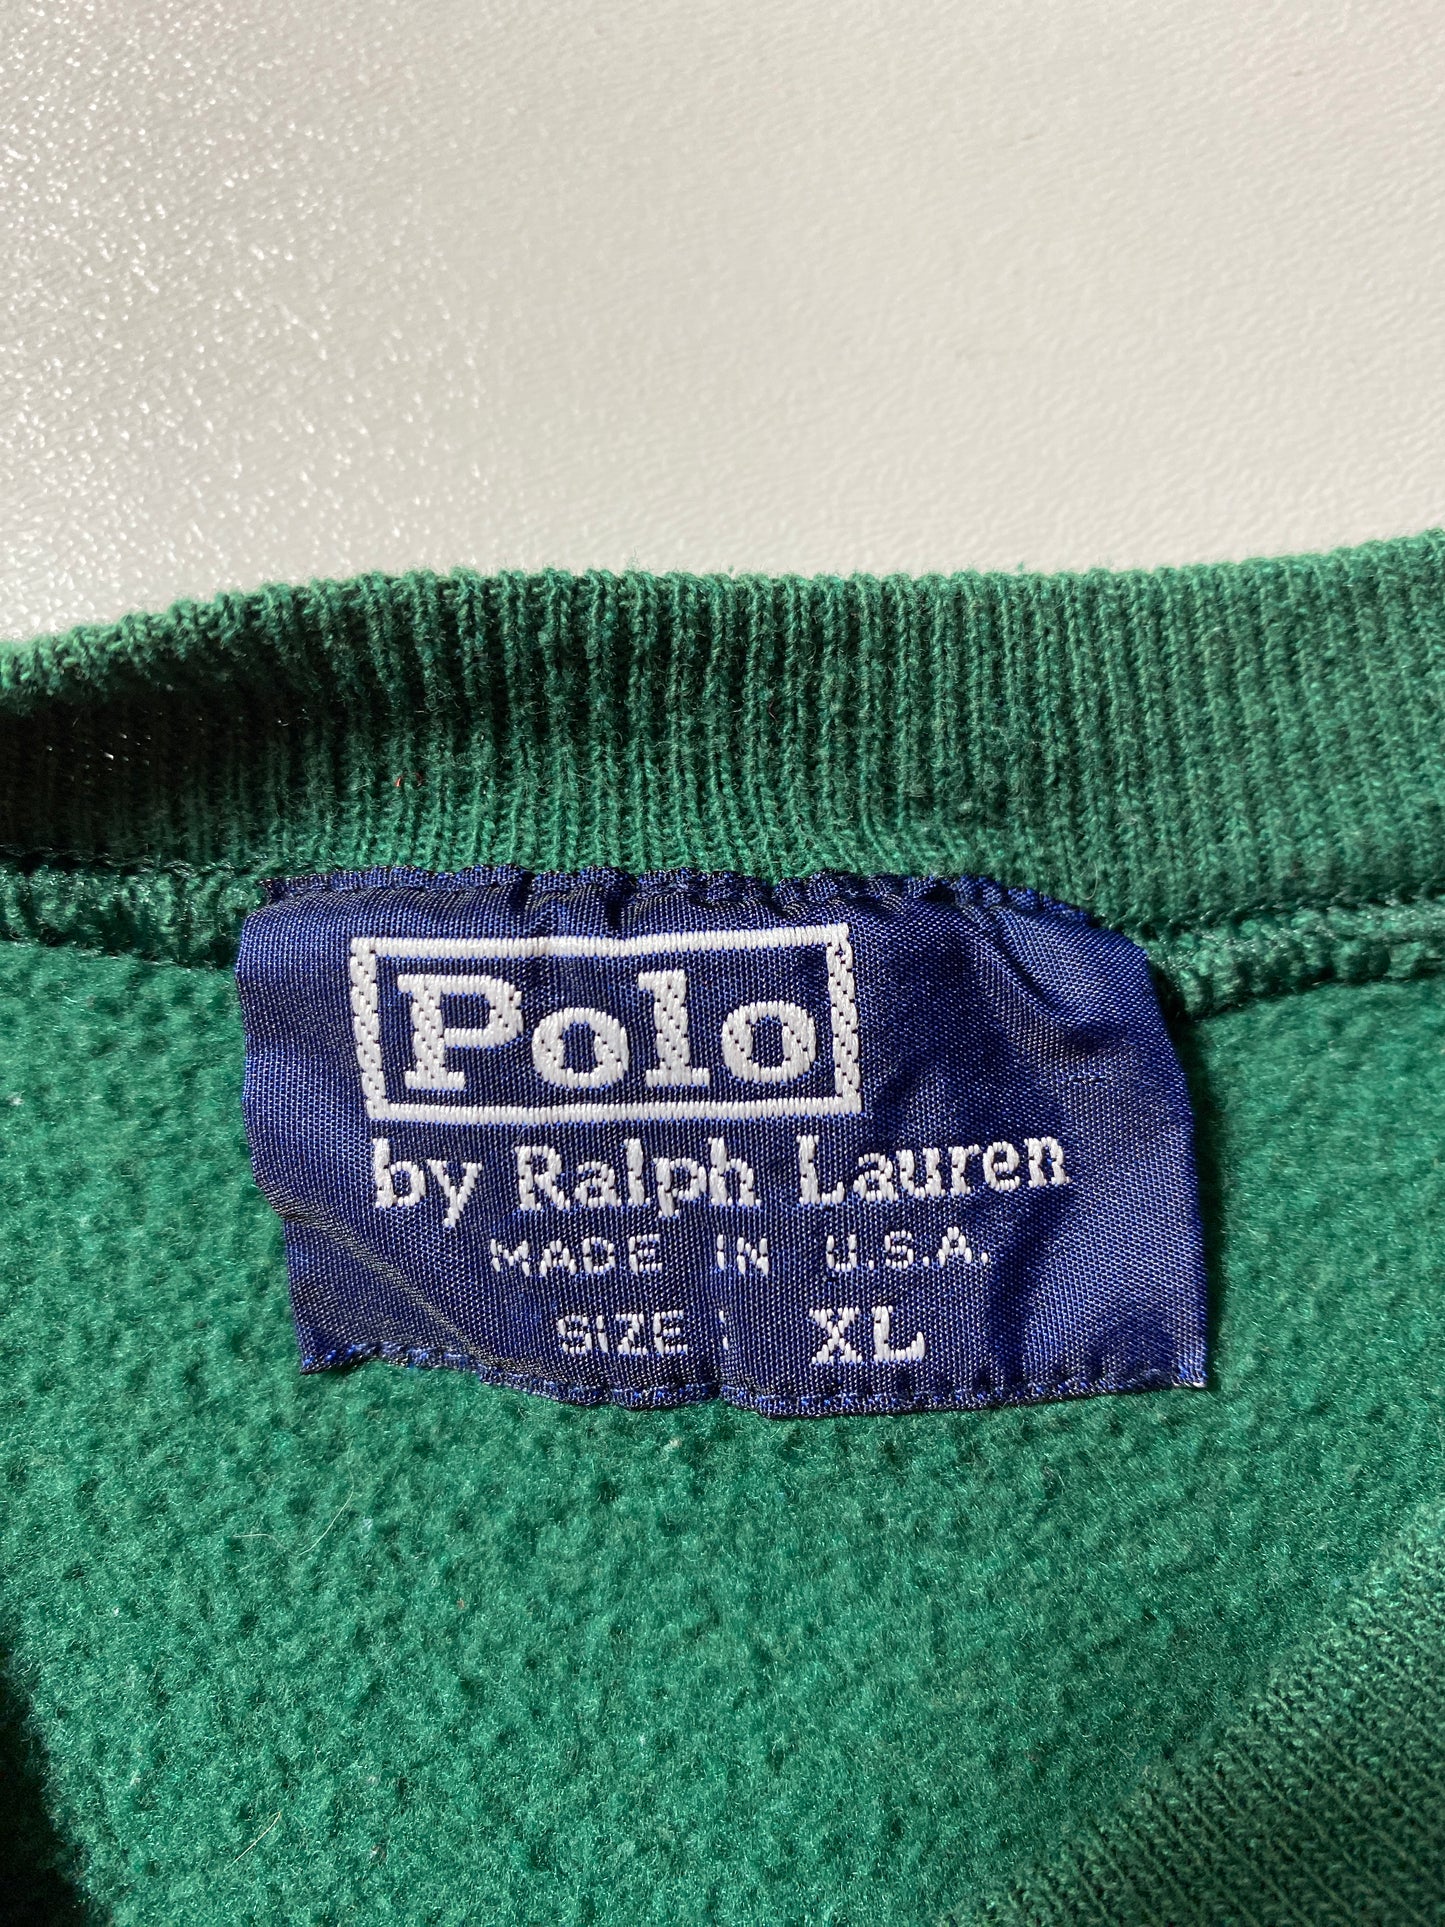 Polo
by Ralph Lauren
MADE IN U.S.A.
SIZE : XL